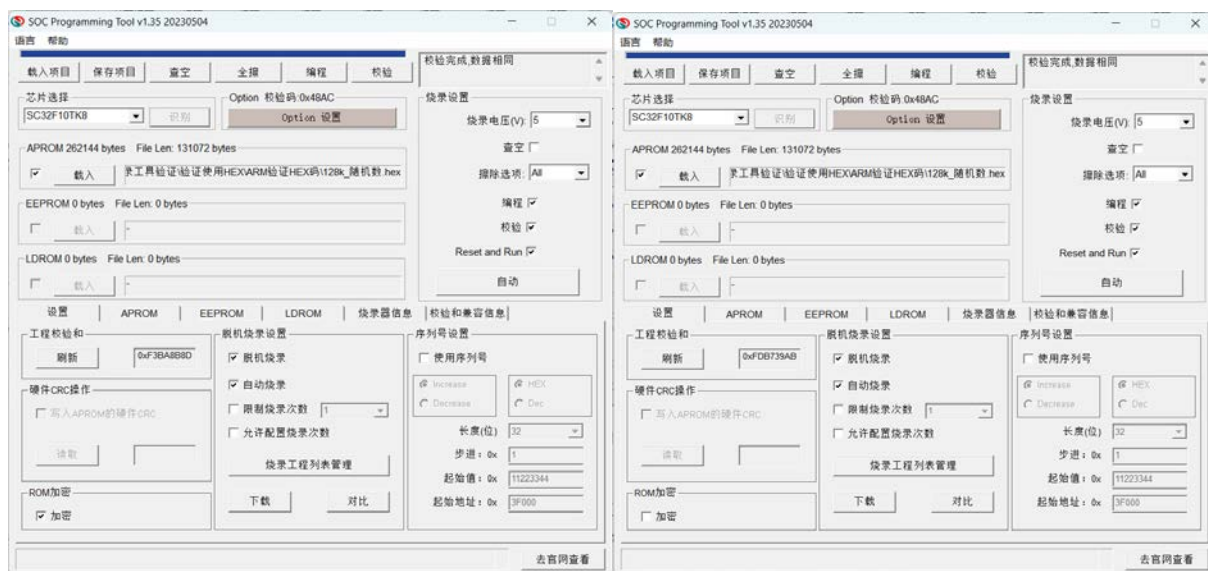 SOC Programming Tool v1.35 20230504
语言 帮助
载入项目 保存项目 查空 全擦 编程 校验
校验完成,数据相同
芯片选择
SC32F10TK8
识别
Option 校验码:0x48AC
Option 设置
烧录设置
烧录电压(V): 5
查空
擦除选项: All
编程
校验
Reset and Run
自动
APROM 262144 bytes File Len: 131072 bytes
载入
录工具验证\验证使用HEX\ARM验证HEX码\128k_随机数.hex
EEPROM 0 bytes File Len: 0 bytes
载入
-
LDROM 0 bytes File Len: 0 bytes
载入
-
设置 APROM EEPROM LDROM 烧录器信息 校验和兼容信息
工程校验和
刷新
0xF3BA8B8D
硬件CRC操作
写入APROM的硬件CRC
读取
ROM加密
加密
脱机烧录设置
脱机烧录
自动烧录
限制烧录次数 1
允许配置烧录次数
烧录工程列表管理
下载 对比
序列号设置
使用序列号
Increase
Decrease
HEX
Dec
长度(位) 32
步进: 0x 1
起始值: 0x 11223344
起始地址: 0x 3F000
去官网查看
SOC Programming Tool v1.35 20230504
语言 帮助
载入项目 保存项目 查空 全擦 编程 校验
校验完成,数据相同
芯片选择
SC32F10TK8
识别
Option 校验码:0x48AC
Option 设置
烧录设置
烧录电压(V): 5
查空
擦除选项: All
编程
校验
Reset and Run
自动
APROM 262144 bytes File Len: 131072 bytes
载入
录工具验证\验证使用HEX\ARM验证HEX码\128k_随机数.hex
EEPROM 0 bytes File Len: 0 bytes
载入
-
LDROM 0 bytes File Len: 0 bytes
载入
-
设置 APROM EEPROM LDROM 烧录器信息 校验和兼容信息
工程校验和
刷新
0xFDB739AB
硬件CRC操作
写入APROM的硬件CRC
读取
ROM加密
加密
脱机烧录设置
脱机烧录
自动烧录
限制烧录次数 1
允许配置烧录次数
烧录工程列表管理
下载 对比
序列号设置
使用序列号
Increase
Decrease
HEX
Dec
长度(位) 32
步进: 0x 1
起始值: 0x 11223344
起始地址: 0x 3F000
去官网查看